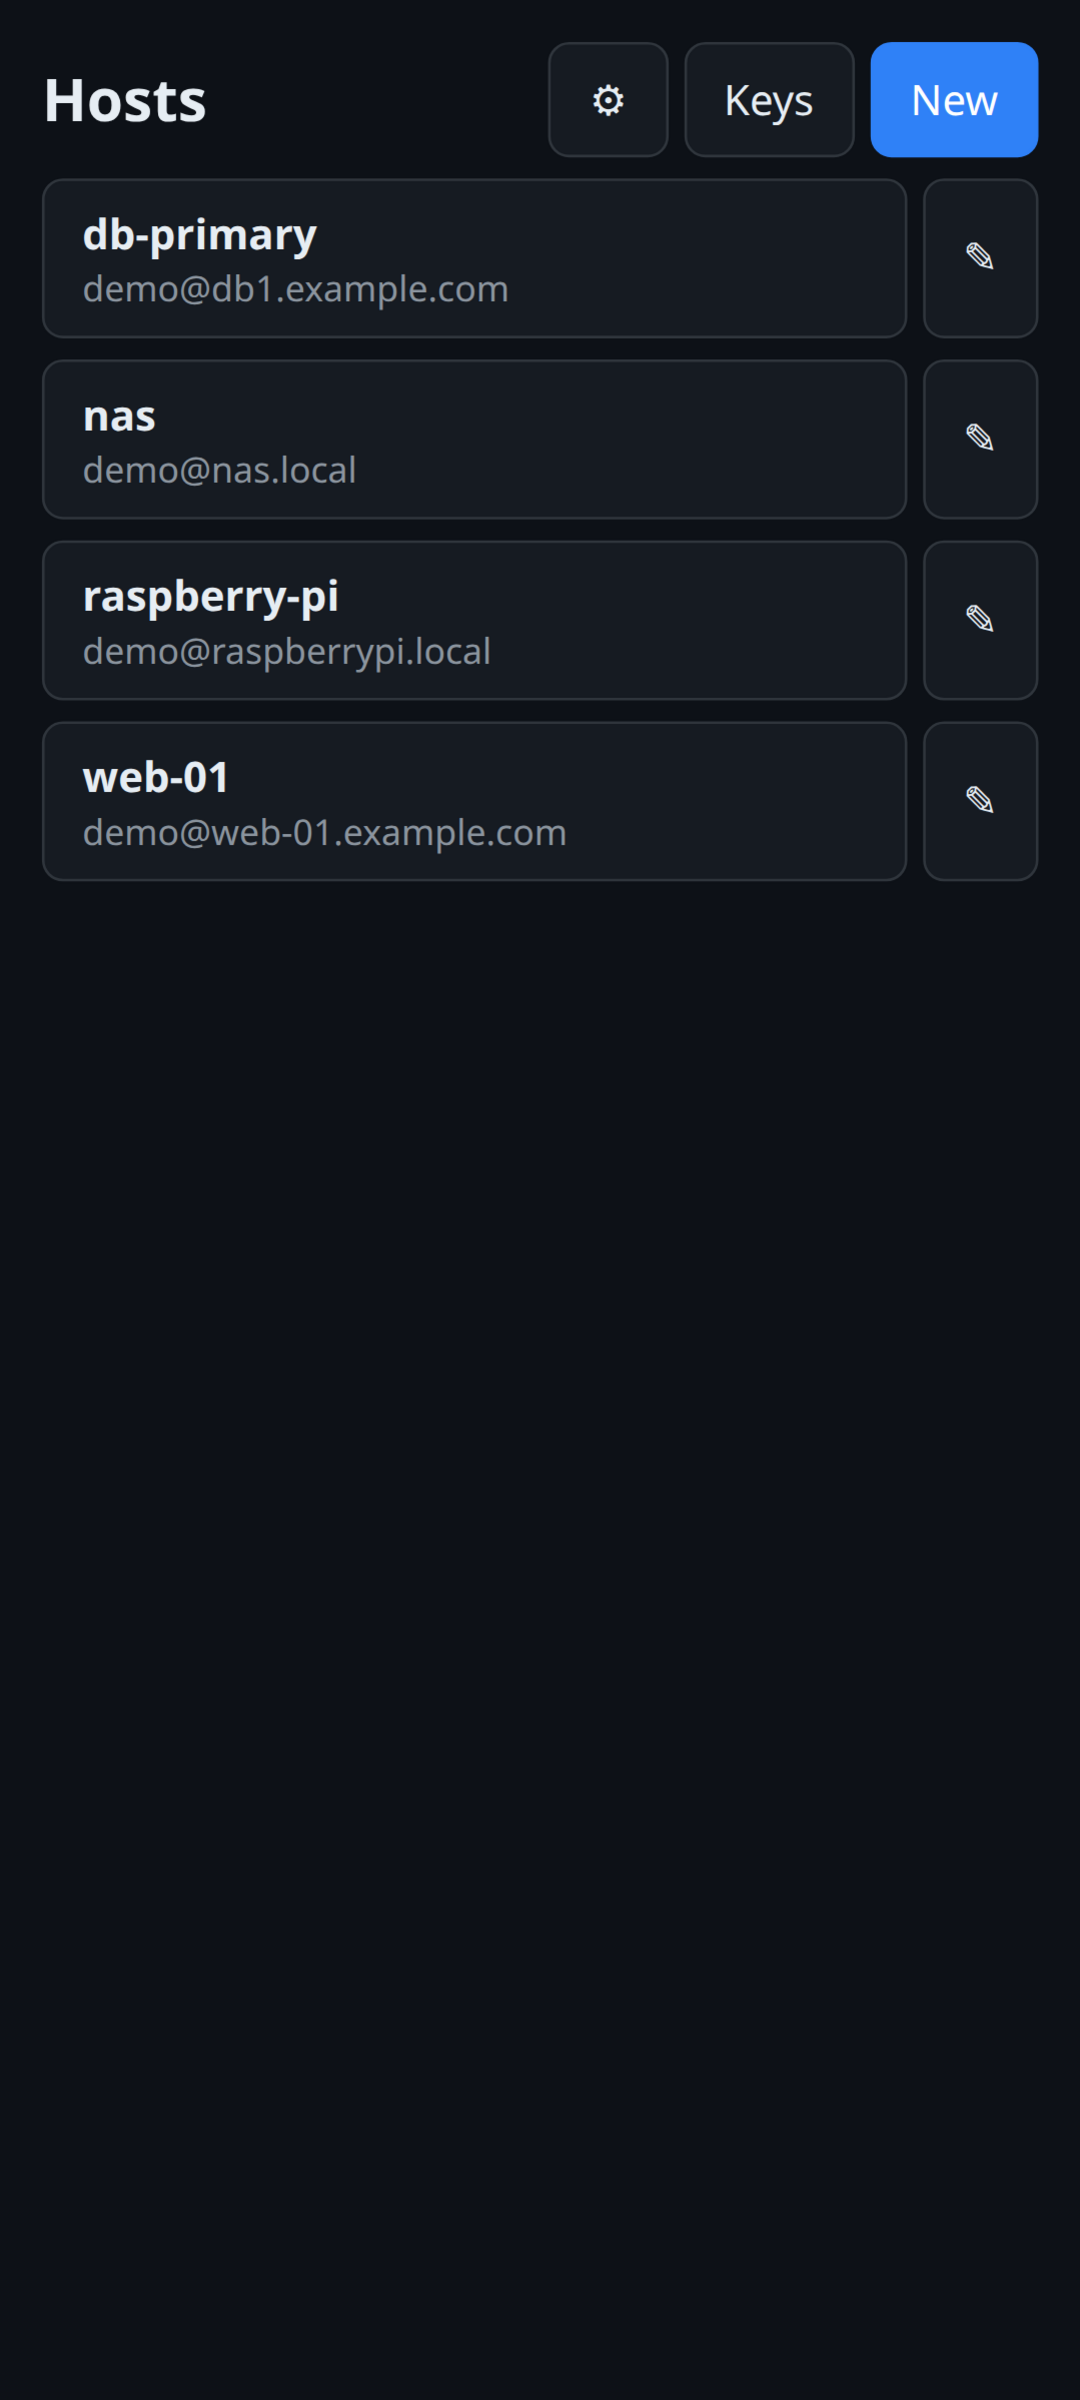 Hosts
⚙ Keys New
db-primary
demo@db1.example.com
✎
nas
demo@nas.local
✎
raspberry-pi
demo@raspberrypi.local
✎
web-01
demo@web-01.example.com
✎